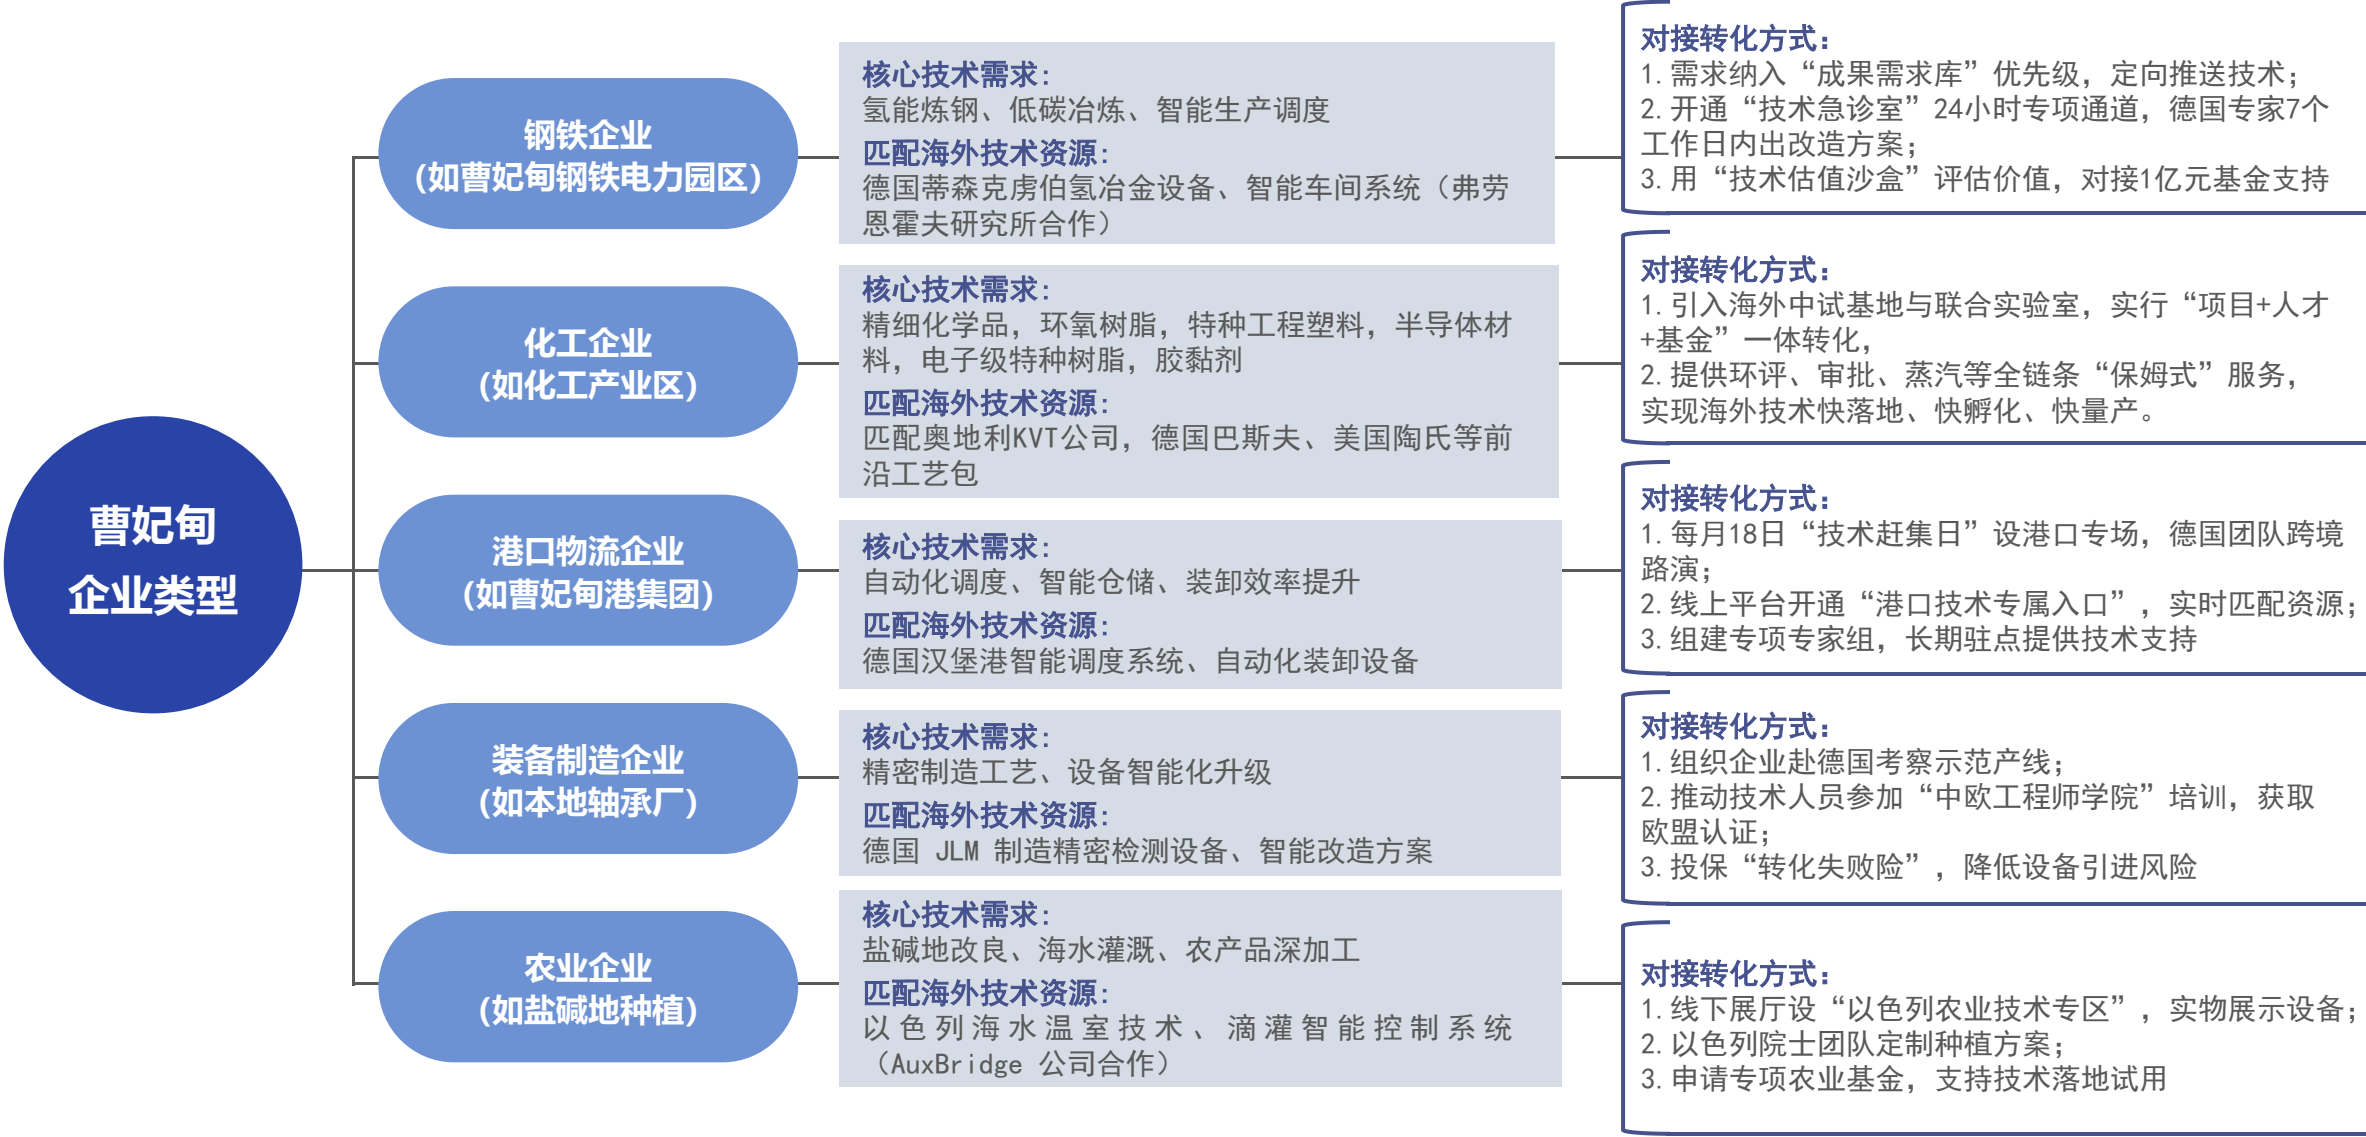 曹妃甸
企业类型
钢铁企业
(如曹妃甸钢铁电力园区)
核心技术需求:
氢能炼钢、低碳冶炼、智能生产调度
匹配海外技术资源:
德国蒂森克虏伯氢冶金设备、智能车间系统（弗劳
恩霍夫研究所合作）
对接转化方式:
1.需求纳入“成果需求库”优先级，定向推送技术；
2.开通“技术急诊室”24小时专项通道，德国专家7个
工作日内出改造方案；
3.用“技术估值沙盒”评估价值，对接1亿元基金支持
化工企业
(如化工产业区)
核心技术需求:
精细化学品，环氧树脂，特种工程塑料，半导体材
料，电子级特种树脂，胶黏剂
匹配海外技术资源:
匹配奥地利KVT公司，德国巴斯夫、美国陶氏等前
沿工艺包
对接转化方式:
1.引入海外中试基地与联合实验室，实行“项目+人才
+基金”一体转化，
2.提供环评、审批、蒸汽等全链条“保姆式”服务，
实现海外技术快落地、快孵化、快量产。
港口物流企业
(如曹妃甸港集团)
核心技术需求:
自动化调度、智能仓储、装卸效率提升
匹配海外技术资源:
德国汉堡港智能调度系统、自动化装卸设备
对接转化方式:
1.每月18日“技术赶集日”设港口专场，德国团队跨境
路演；
2.线上平台开通“港口技术专属入口”，实时匹配资源；
3.组建专项专家组，长期驻点提供技术支持
装备制造企业
(如本地轴承厂)
核心技术需求:
精密制造工艺、设备智能化升级
匹配海外技术资源:
德国 JLM 制造精密检测设备、智能改造方案
对接转化方式:
1.组织企业赴德国考察示范产线；
2.推动技术人员参加“中欧工程师学院”培训，获取
欧盟认证；
3.投保“转化失败险”，降低设备引进风险
农业企业
(如盐碱地种植)
核心技术需求:
盐碱地改良、海水灌溉、农产品深加工
匹配海外技术资源:
以色列海水温室技术、滴灌智能控制系统
（AuxBridge 公司合作）
对接转化方式:
1.线下展厅设“以色列农业技术专区”，实物展示设备；
2.以色列院士团队定制种植方案；
3.申请专项农业基金，支持技术落地试用